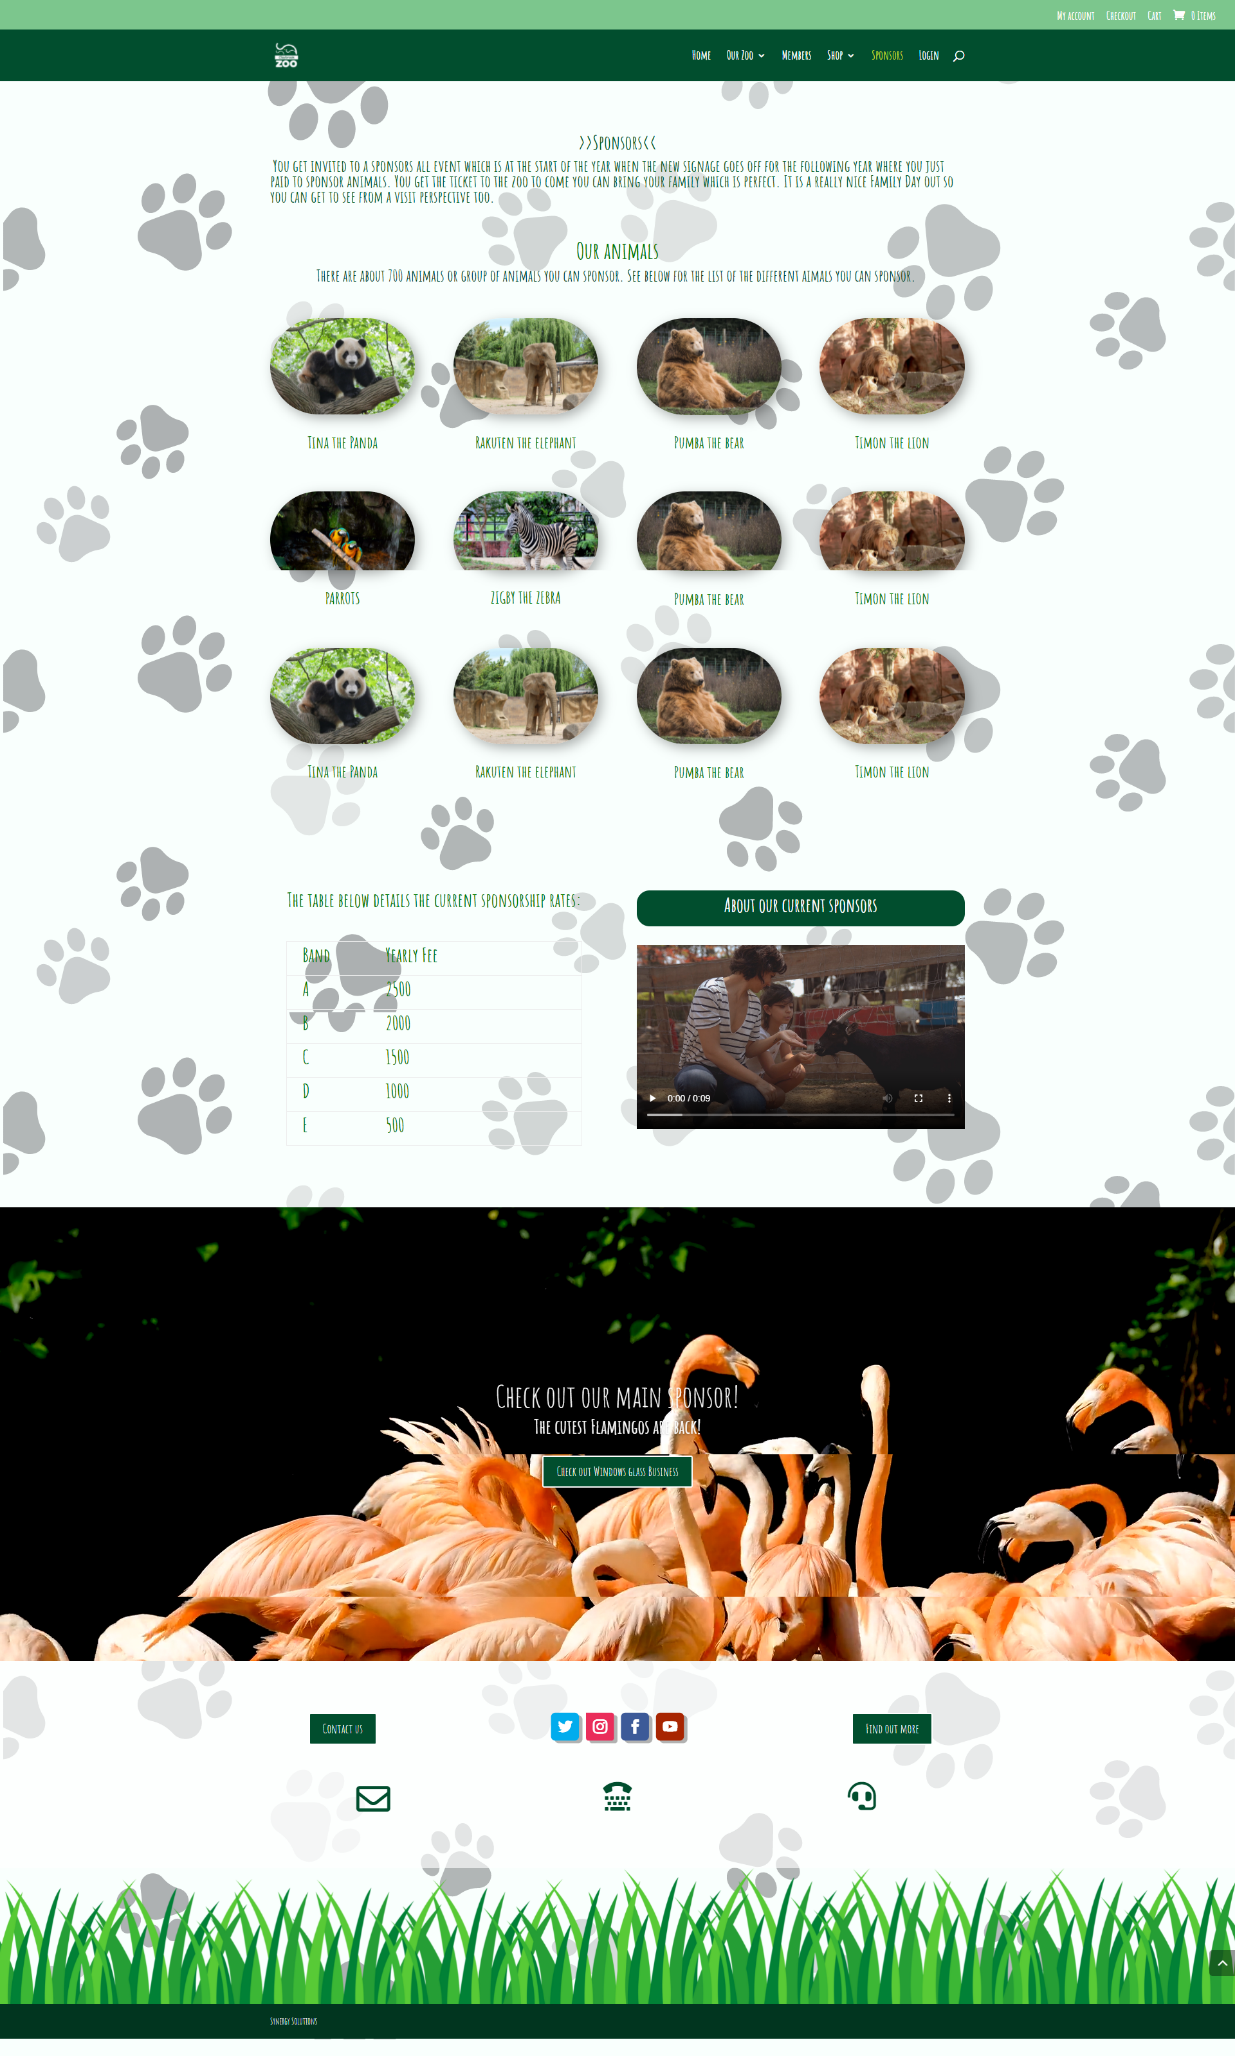 My account Checkout Cart 0 Items
ZOO
Home Our Zoo Members Shop Sponsors Login
>>Sponsors<<
You get invited to a sponsors all event which is at the start of the year when the new signage goes off for the following year where you just
paid to sponsor animals. You get the ticket to the zoo to come you can bring your family which is perfect. It is a really nice Family Day out so
you can get to see from a visit perspective too.
Our animals
There are about 700 animals or group of animals you can sponsor. See below for the list of the different aimals you can sponsor.
Tina the Panda Rakuten the elephant Pumba the bear Timon the lion
Parrots Zigby the zebra Pumba the bear Timon the lion
Tina the Panda Rakuten the elephant Pumba the bear Timon the lion
The table below details the current sponsorship rates:
Band Yearly Fee
A 2500
B 2000
C 1500
D 1000
E 500
About our current sponsors
0:00 / 0:09
Check out our main sponsor!
The cutest Flamingos are back!
Check out Windows glass Business
Contact us
Find out more
Synergy Solutions